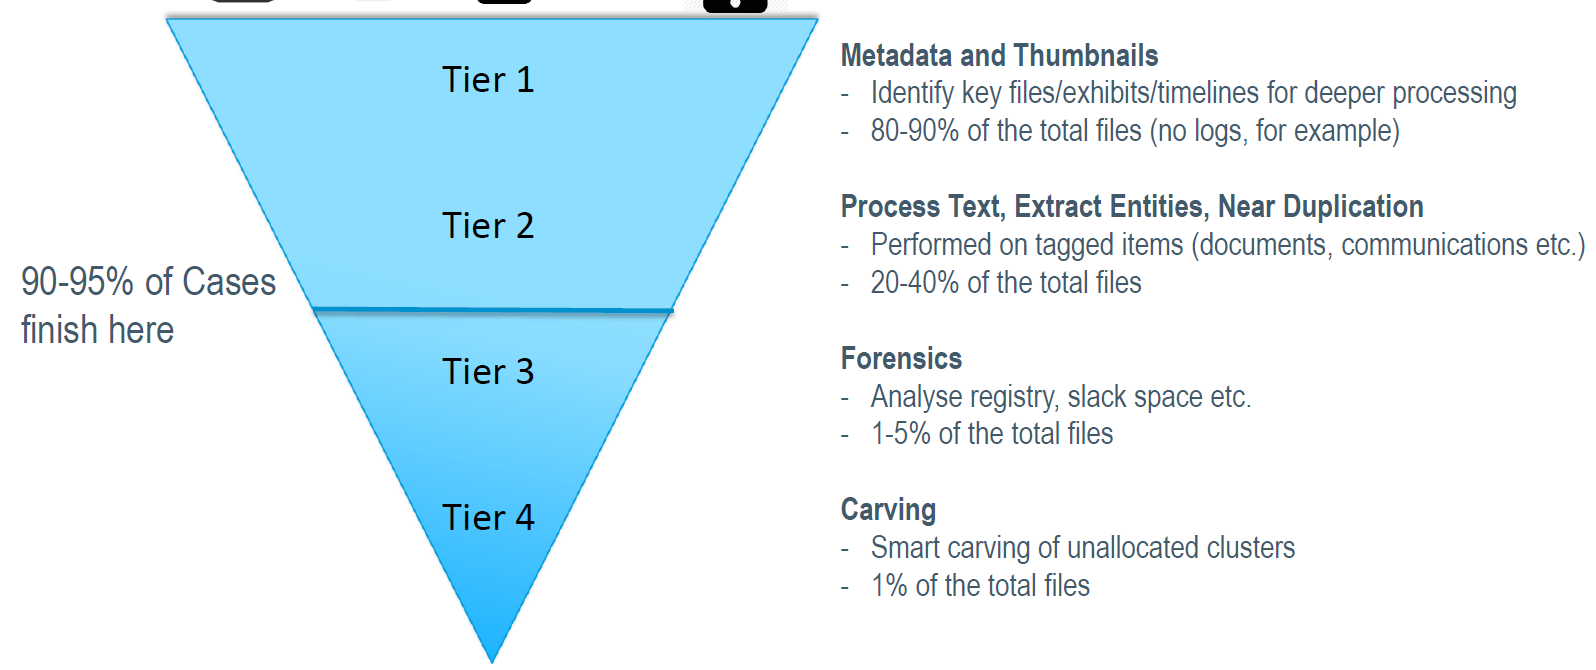 Tier 1
Tier 2
Tier 3
Tier 4
90-95% of Cases
finish here
Metadata and Thumbnails
- Identify key files/exhibits/timelines for deeper processing
- 80-90% of the total files (no logs, for example)
Process Text, Extract Entities, Near Duplication
- Performed on tagged items (documents, communications etc.)
- 20-40% of the total files
Forensics
- Analyse registry, slack space etc.
- 1-5% of the total files
Carving
- Smart carving of unallocated clusters
- 1% of the total files